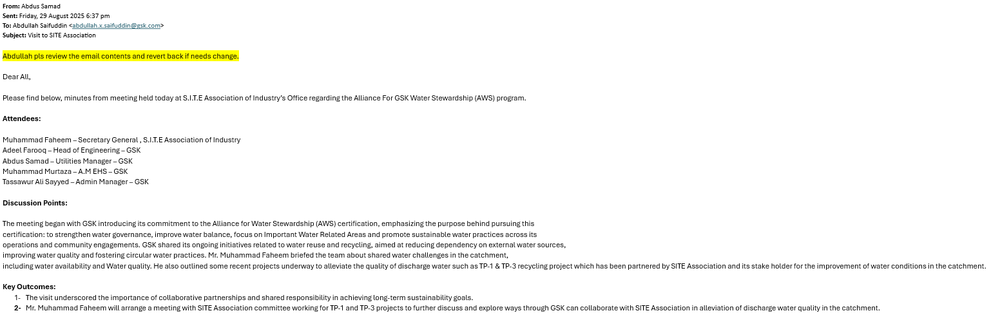 From: Abdus Samad
Sent: Friday, 29 August 2025 6:37 pm
To: Abdullah Saifuddin <abdullah.x.saifuddin@gsk.com>
Subject: Visit to SITE Association
Abdullah pls review the email contents and revert back if needs change.
Dear All,
Please find below, minutes from meeting held today at S.I.T.E Association of Industry's Office regarding the Alliance For GSK Water Stewardship (AWS) program.
Attendees:
Muhammad Faheem – Secretary General , S.I.T.E Association of Industry
Adeel Farooq – Head of Engineering – GSK
Abdus Samad – Utilities Manager – GSK
Muhammad Murtaza – A.M EHS – GSK
Tassawur Ali Sayyed – Admin Manager – GSK
Discussion Points:
The meeting began with GSK introducing its commitment to the Alliance for Water Stewardship (AWS) certification, emphasizing the purpose behind pursuing this
certification: to strengthen water governance, improve water balance, focus on Important Water Related Areas and promote sustainable water practices across its
operations and community engagements. GSK shared its ongoing initiatives related to water reuse and recycling, aimed at reducing dependency on external water sources,
improving water quality and fostering circular water practices. Mr. Muhammad Faheem briefed the team about shared water challenges in the catchment,
including water availability and Water quality. He also outlined some recent projects underway to alleviate the quality of discharge water such as TP-1 & TP-3 recycling project which has been partnered by SITE Association and its stake holder for the improvement of water conditions in the catchment.
Key Outcomes:
1- The visit underscored the importance of collaborative partnerships and shared responsibility in achieving long-term sustainability goals.
2- Mr. Muhammad Faheem will arrange a meeting with SITE Association committee working for TP-1 and TP-3 projects to further discuss and explore ways through GSK can collaborate with SITE Association in alleviation of discharge water quality in the catchment.